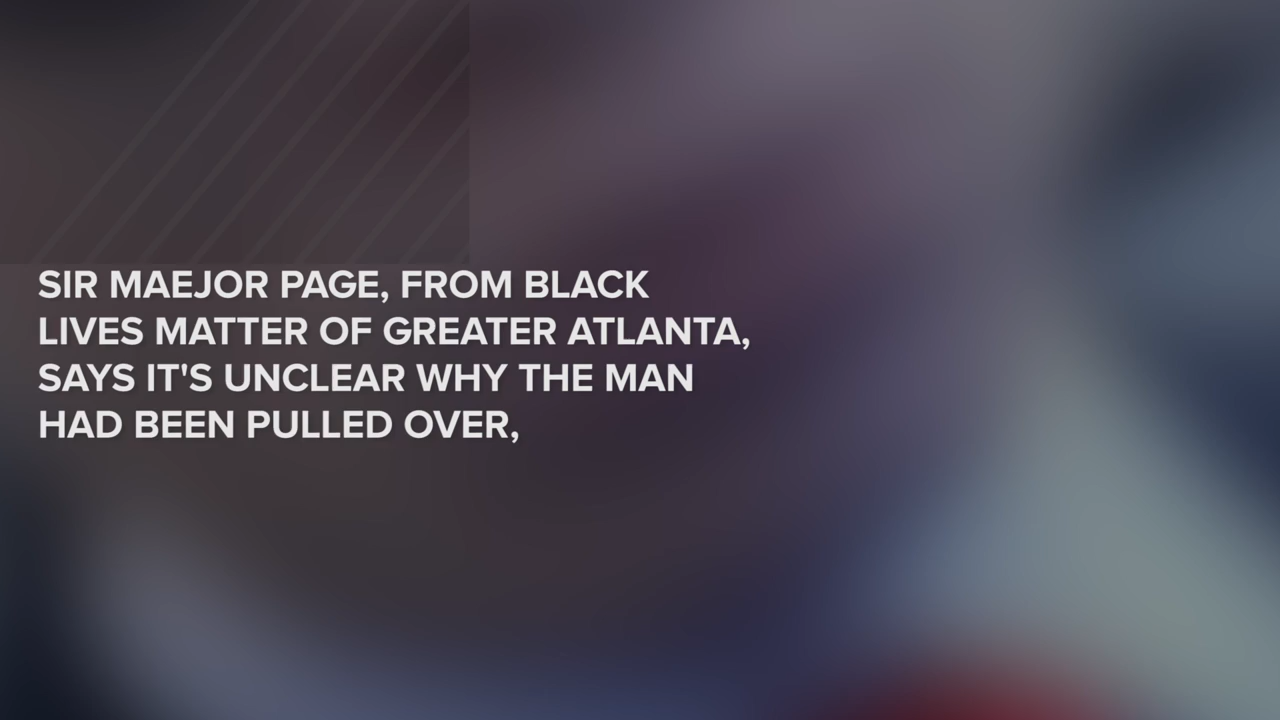 SIR MAEJOR PAGE, FROM BLACK
LIVES MATTER OF GREATER ATLANTA,
SAYS IT'S UNCLEAR WHY THE MAN
HAD BEEN PULLED OVER,